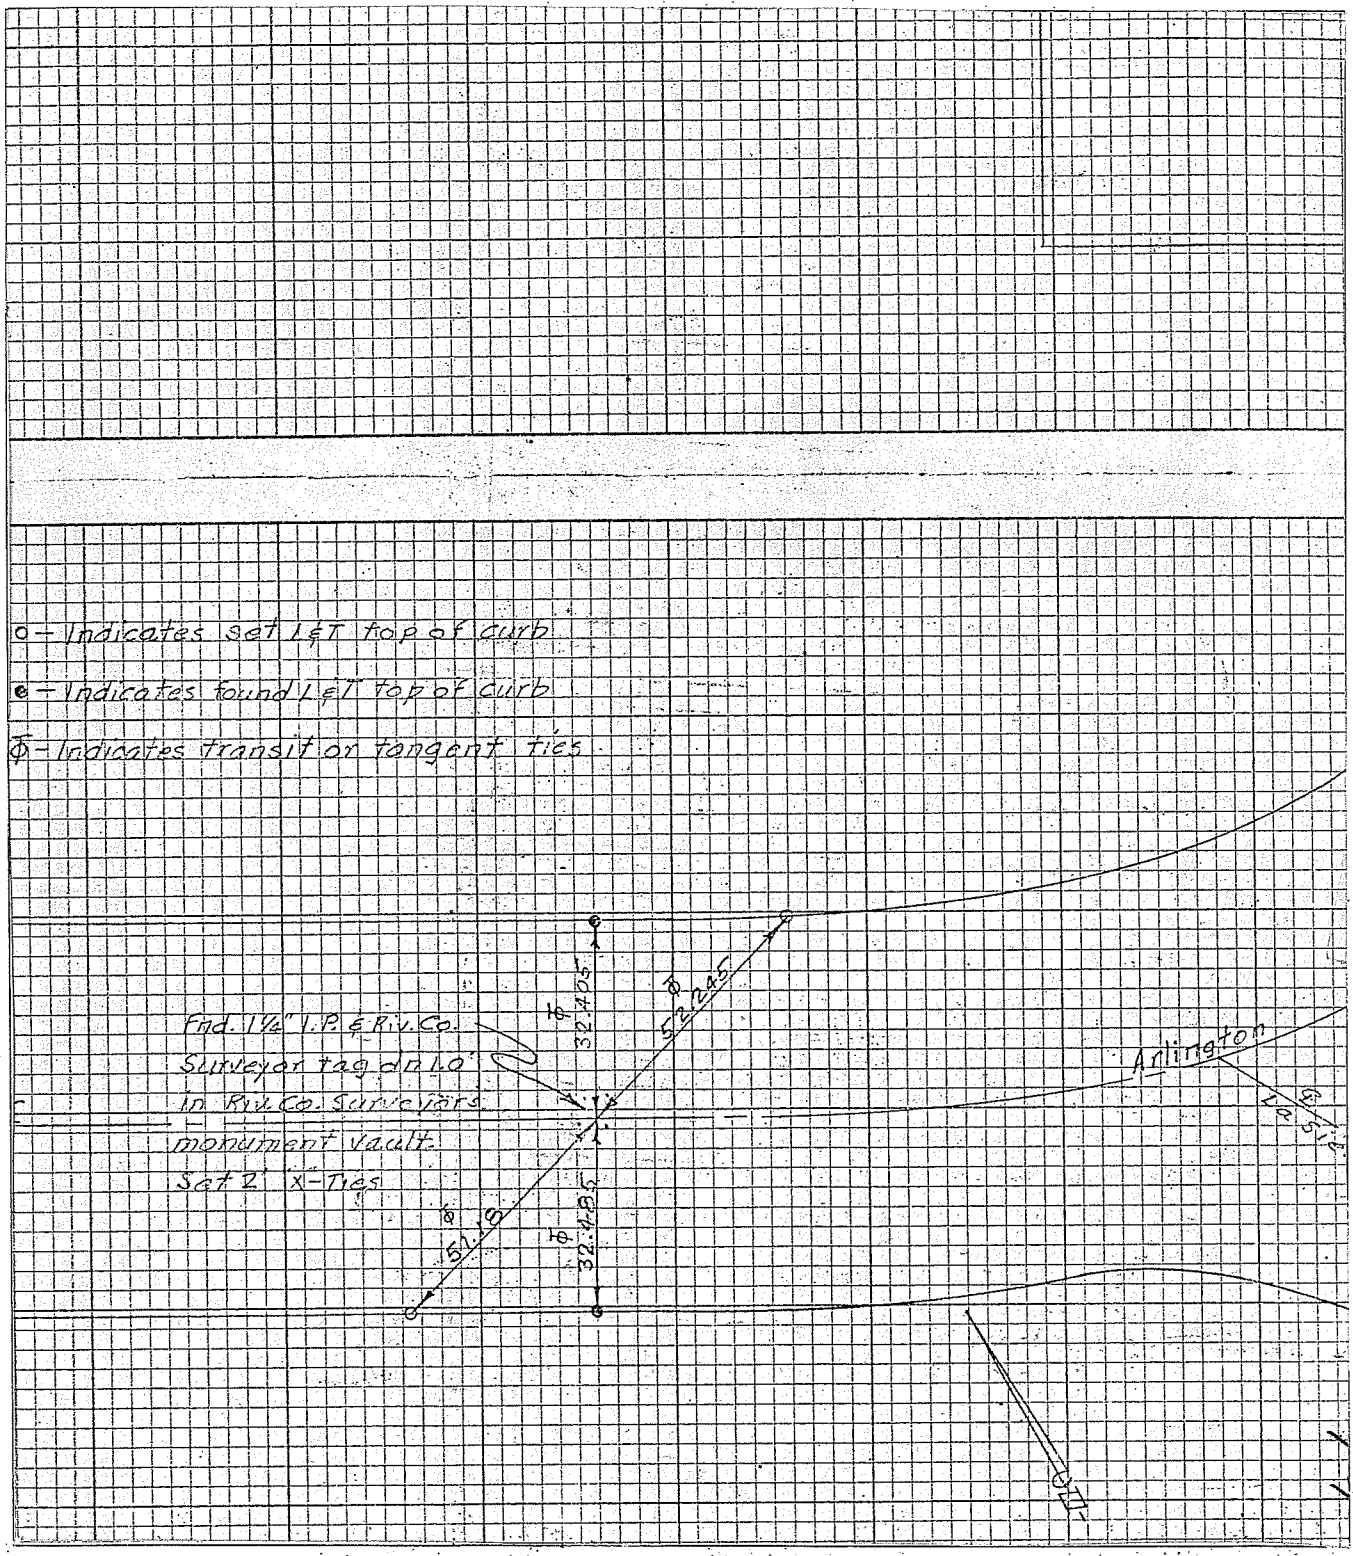 o - Indicates set L&T top of curb
● - Indicates found L&T top of curb
Φ - Indicates transit or tangent ties
Φ
32.405
Φ
52.245
Fnd. 1¼" I.P. & Riv. Co.
Surveyor tag dn 1.0'
in Riv. Co. Surveyors
monument vault.
Set 2' X-Ties
Arlington
Φ
51.18
Φ
32.485